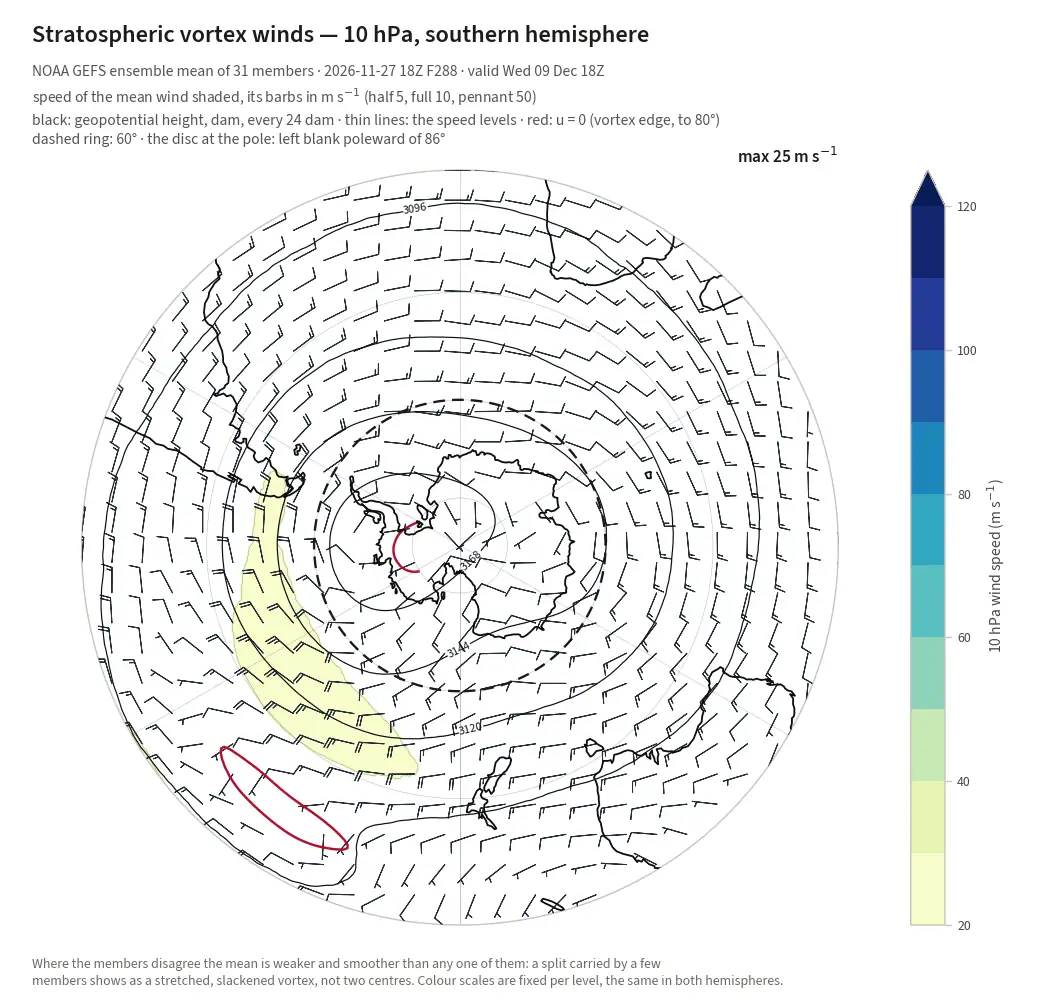 Stratospheric vortex winds — 10 hPa, southern hemisphere
NOAA GEFS ensemble mean of 31 members · 2026-11-27 18Z F288 · valid Wed 09 Dec 18Z
speed of the mean wind shaded, its barbs in m s⁻¹ (half 5, full 10, pennant 50)
black: geopotential height, dam, every 24 dam · thin lines: the speed levels · red: u = 0 (vortex edge, to 80°)
dashed ring: 60° · the disc at the pole: left blank poleward of 86°
max 25 m s⁻¹
3096
3168
3144
3120
120
100
80
60
40
20
10 hPa wind speed (m s⁻¹)
Where the members disagree the mean is weaker and smoother than any one of them: a split carried by a few
members shows as a stretched, slackened vortex, not two centres. Colour scales are fixed per level, the same in both hemispheres.